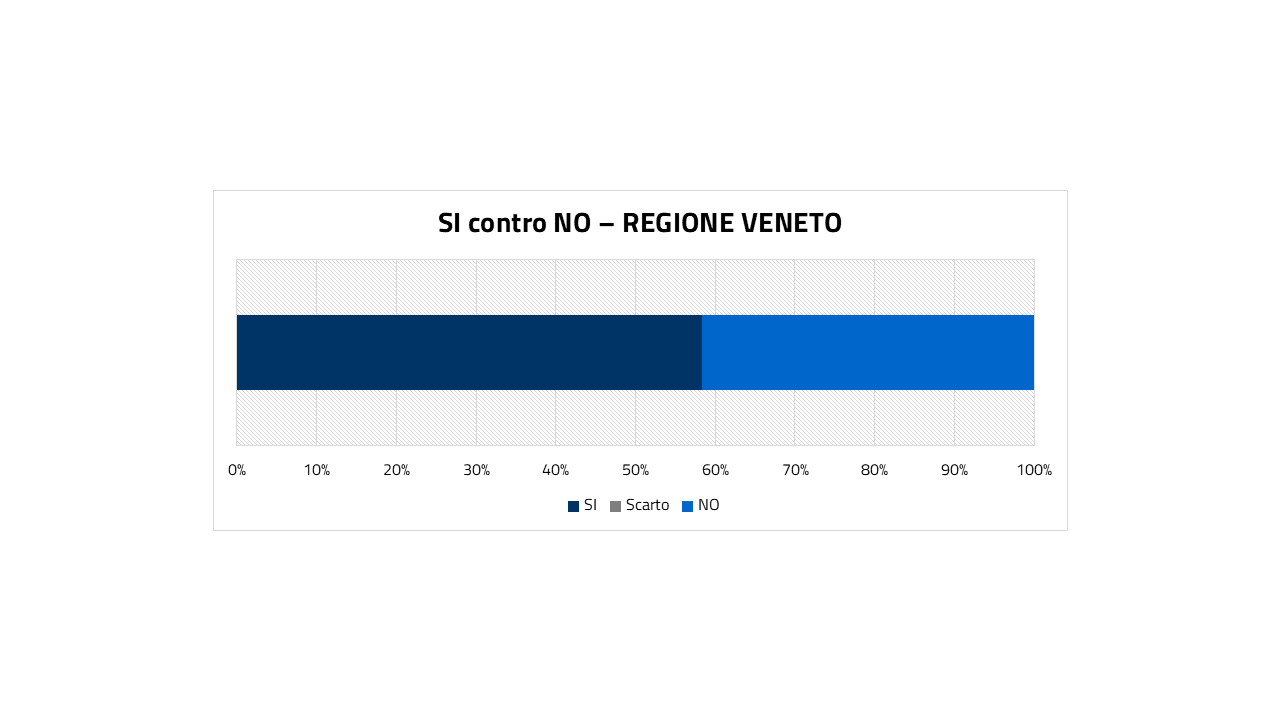 SI contro NO – REGIONE VENETO
0% 10% 20% 30% 40% 50% 60% 70% 80% 90% 100%
SI Scarto NO